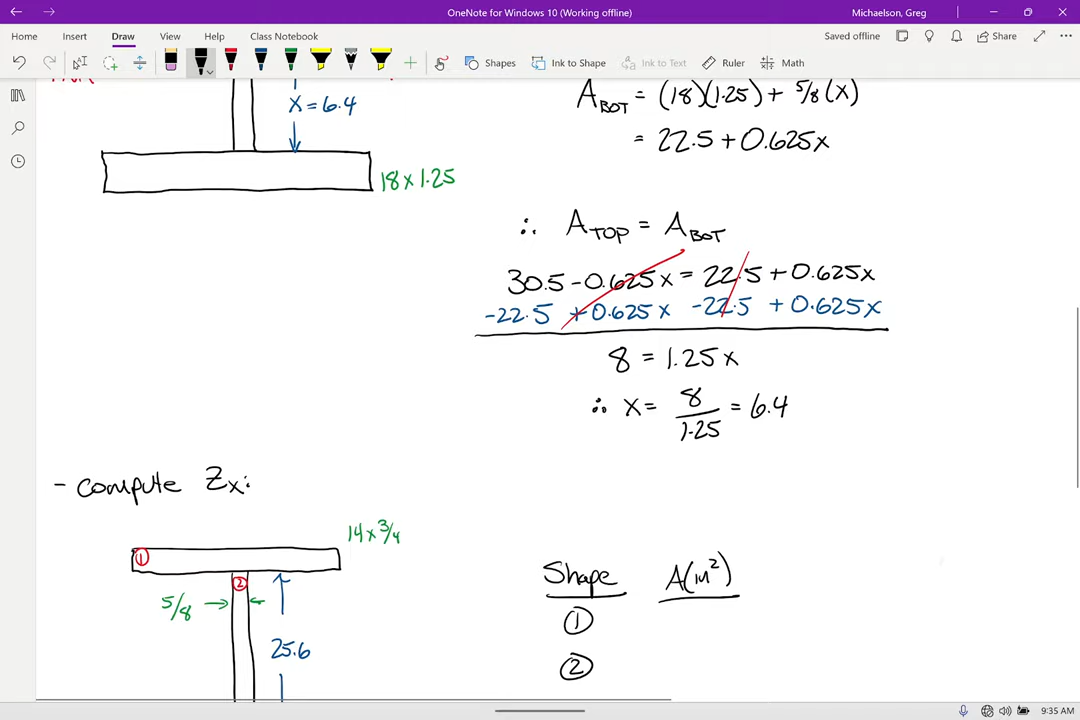 OneNote for Windows 10 (Working offline)
Michaelson, Greg
Home Insert Draw View Help Class Notebook
Saved offline
Share
Shapes Ink to Shape Ink to Text Ruler Math
X = 6.4
18 x 1.25
A_BOT = (18)(1.25) + 5/8 (X)
= 22.5 + 0.625x
∴ A_TOP = A_BOT
30.5 - 0.625x = 22.5 + 0.625x
-22.5 + 0.625x -22.5 + 0.625x
8 = 1.25x
∴ X = 8/1.25 = 6.4
- compute Zx:
14 x 3/4
①
②
5/8
25.6
Shape A(in²)
①
②
9:35 AM